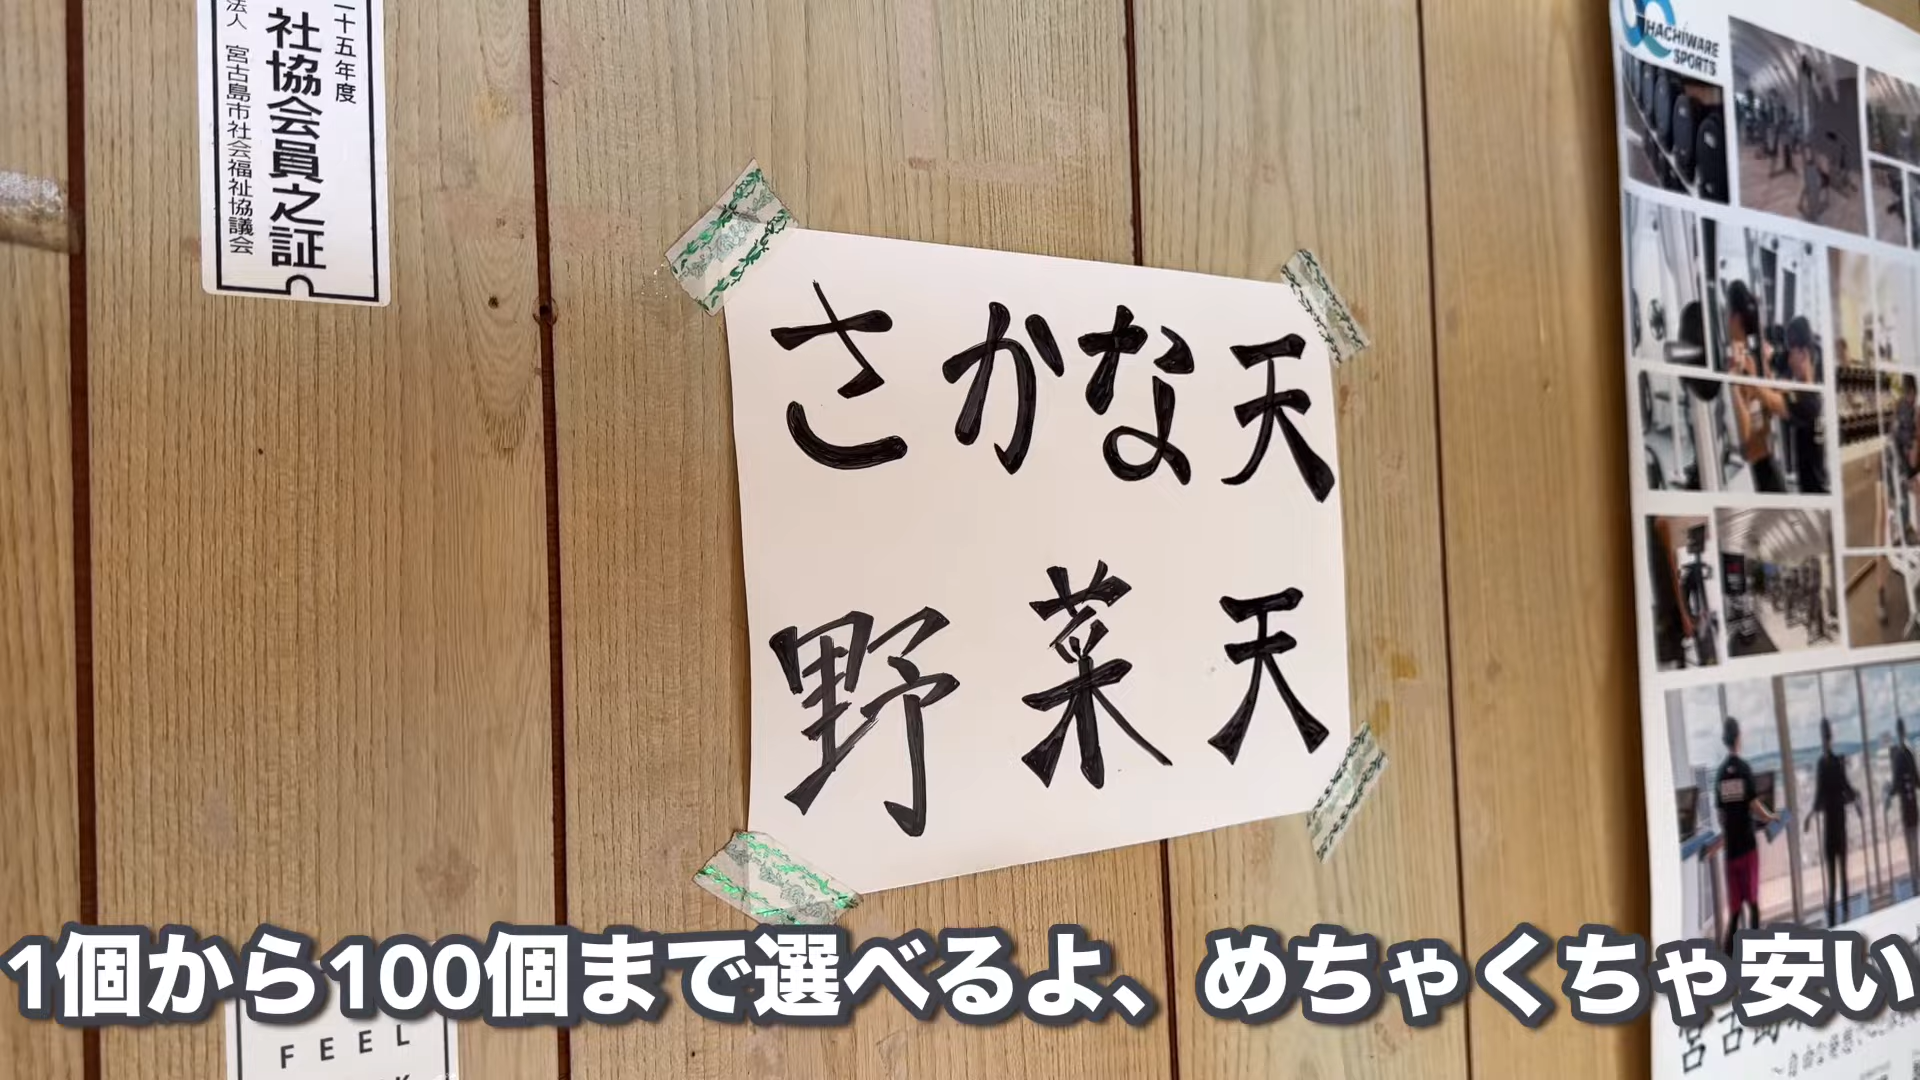 二十五年度
社協会員之証
法人 宮古島市社会福祉協議会
HACHIWARE
SPORTS
さかな天
野菜天
1個から100個まで選べるよ、めちゃくちゃ安い
FEEL